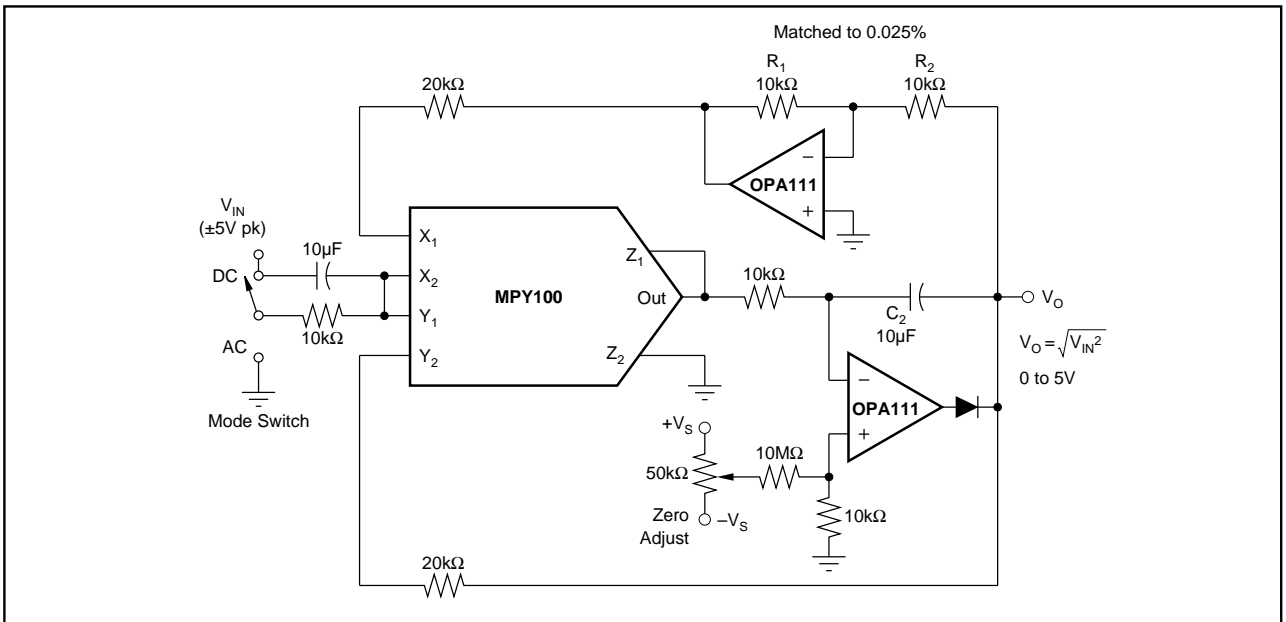 Matched to 0.025%
R1
10kΩ
R2
10kΩ
20kΩ
OPA111
–
+
VIN
(±5V pk)
10µF
DC
10kΩ
AC
Mode Switch
X1
X2
Y1
Y2
MPY100
Z1
Out
Z2
10kΩ
C2
10µF
VO
VO = √VIN²
0 to 5V
–
OPA111
+
+VS
50kΩ
10MΩ
–VS
Zero
Adjust
10kΩ
20kΩ